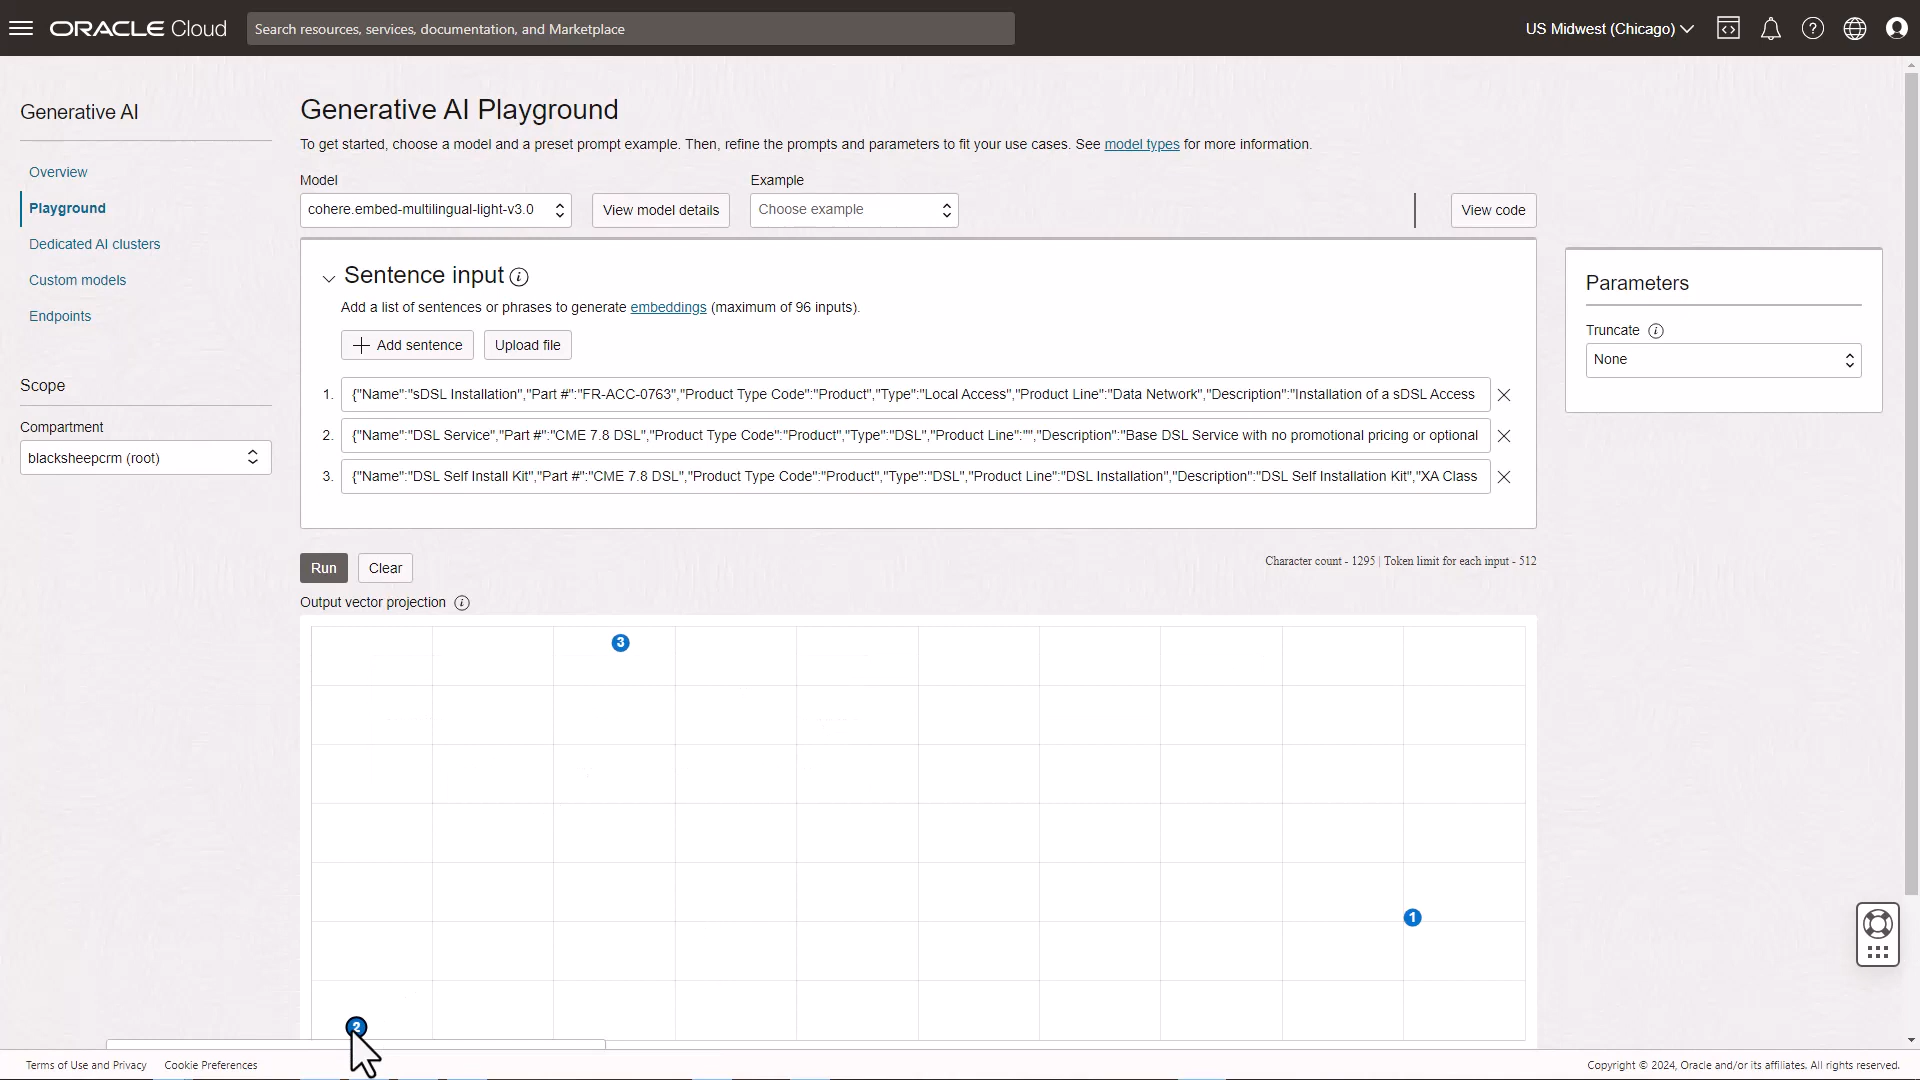 ORACLE Cloud
Search resources, services, documentation, and Marketplace
US Midwest (Chicago)
Generative AI
Overview
Playground
Dedicated AI clusters
Custom models
Endpoints
Scope
Compartment
blacksheepcrm (root)
Generative AI Playground
To get started, choose a model and a preset prompt example. Then, refine the prompts and parameters to fit your use cases. See model types for more information.
Model
Example
cohere.embed-multilingual-light-v3.0
View model details
Choose example
View code
Sentence input
Add a list of sentences or phrases to generate embeddings (maximum of 96 inputs).
Add sentence
Upload file
1. {"Name":"sDSL Installation","Part #":"FR-ACC-0763","Product Type Code":"Product","Type":"Local Access","Product Line":"Data Network","Description":"Installation of a sDSL Access
2. {"Name":"DSL Service","Part #":"CME 7.8 DSL","Product Type Code":"Product","Type":"DSL","Product Line":"","Description":"Base DSL Service with no promotional pricing or optional
3. {"Name":"DSL Self Install Kit","Part #":"CME 7.8 DSL","Product Type Code":"Product","Type":"DSL","Product Line":"DSL Installation","Description":"DSL Self Installation Kit","XA Class
Parameters
Truncate
None
Run
Clear
Character count - 1295 | Token limit for each input - 512
Output vector projection
3
1
2
Terms of Use and Privacy
Cookie Preferences
Copyright © 2024, Oracle and/or its affiliates. All rights reserved.